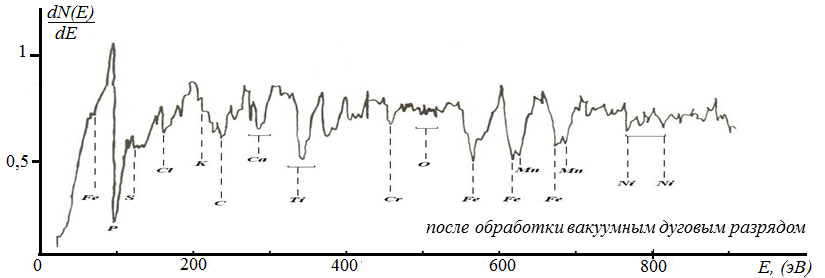 dN(E)
dE
1
0,5
Fe P S Cl K C Ca Ti Cr O Fe Fe Mn Fe Mn Ni Ni
после обработки вакуумным дуговым разрядом
0 200 400 600 800 E, (эВ)